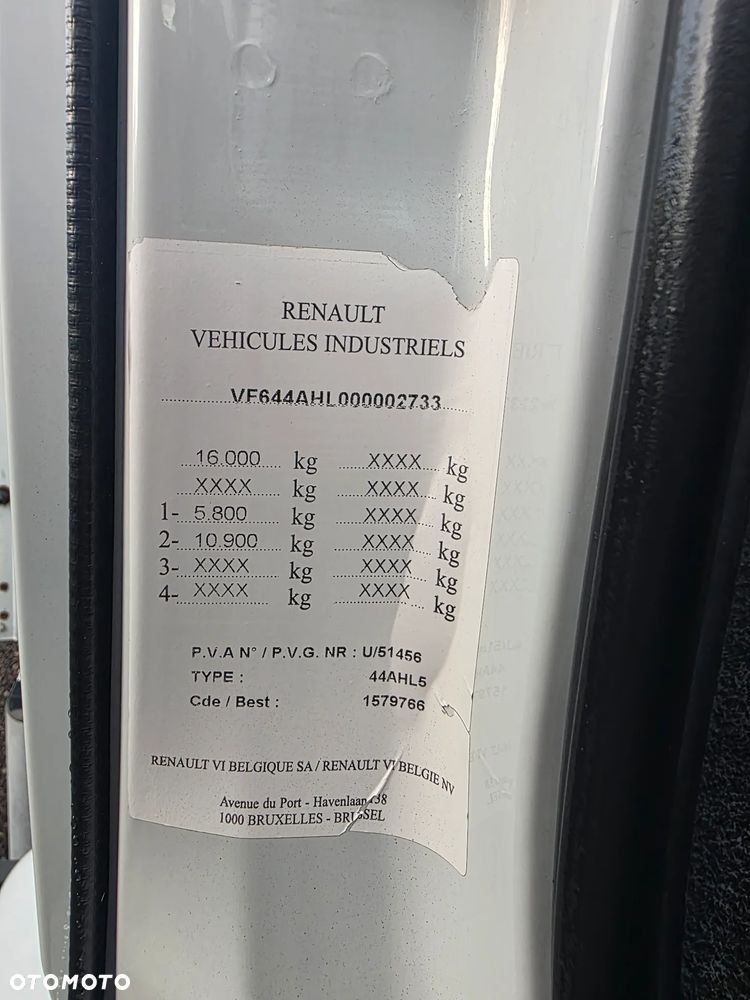 RENAULT
VEHICULES INDUSTRIELS
VF644AHL000002733
16.000 kg XXXX kg
XXXX kg XXXX kg
1- 5.800 kg XXXX kg
2- 10.900 kg XXXX kg
3- XXXX kg XXXX kg
4- XXXX kg XXXX kg
P.V.A N° / P.V.G. NR : U/51456
TYPE : 44AHL5
Cde / Best : 1579766
RENAULT VI BELGIQUE SA / RENAULT VI BELGIE NV
Avenue du Port - Havenlaan 138
1000 BRUXELLES - BRUSSEL
OTOMOTO